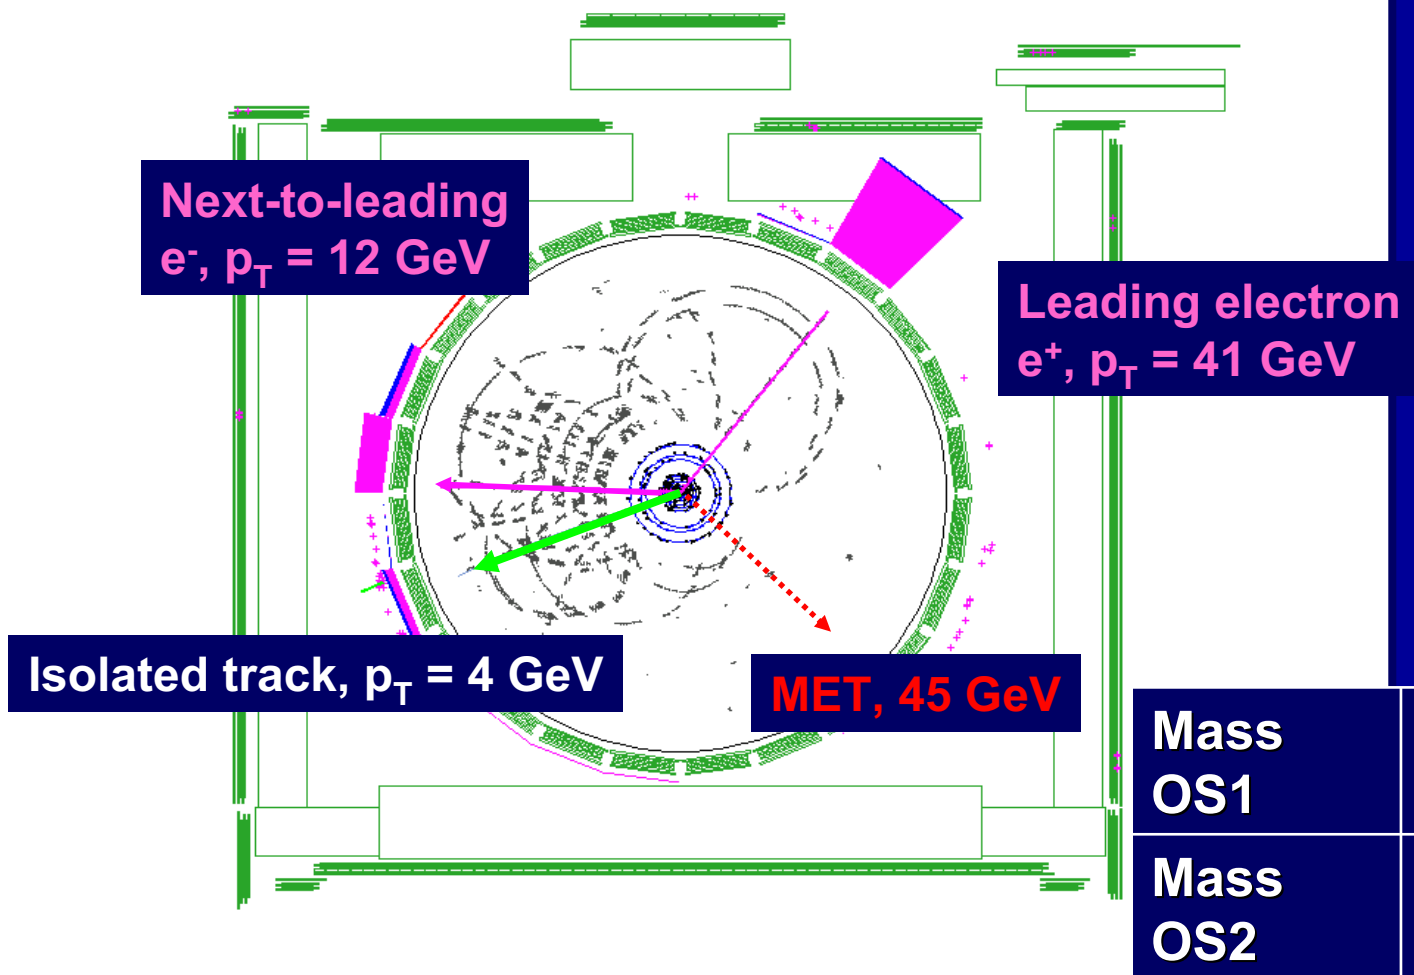 Next-to-leading
e-, pT = 12 GeV
Leading electron
e+, pT = 41 GeV
Isolated track, pT = 4 GeV
MET, 45 GeV
Mass
OS1
Mass
OS2